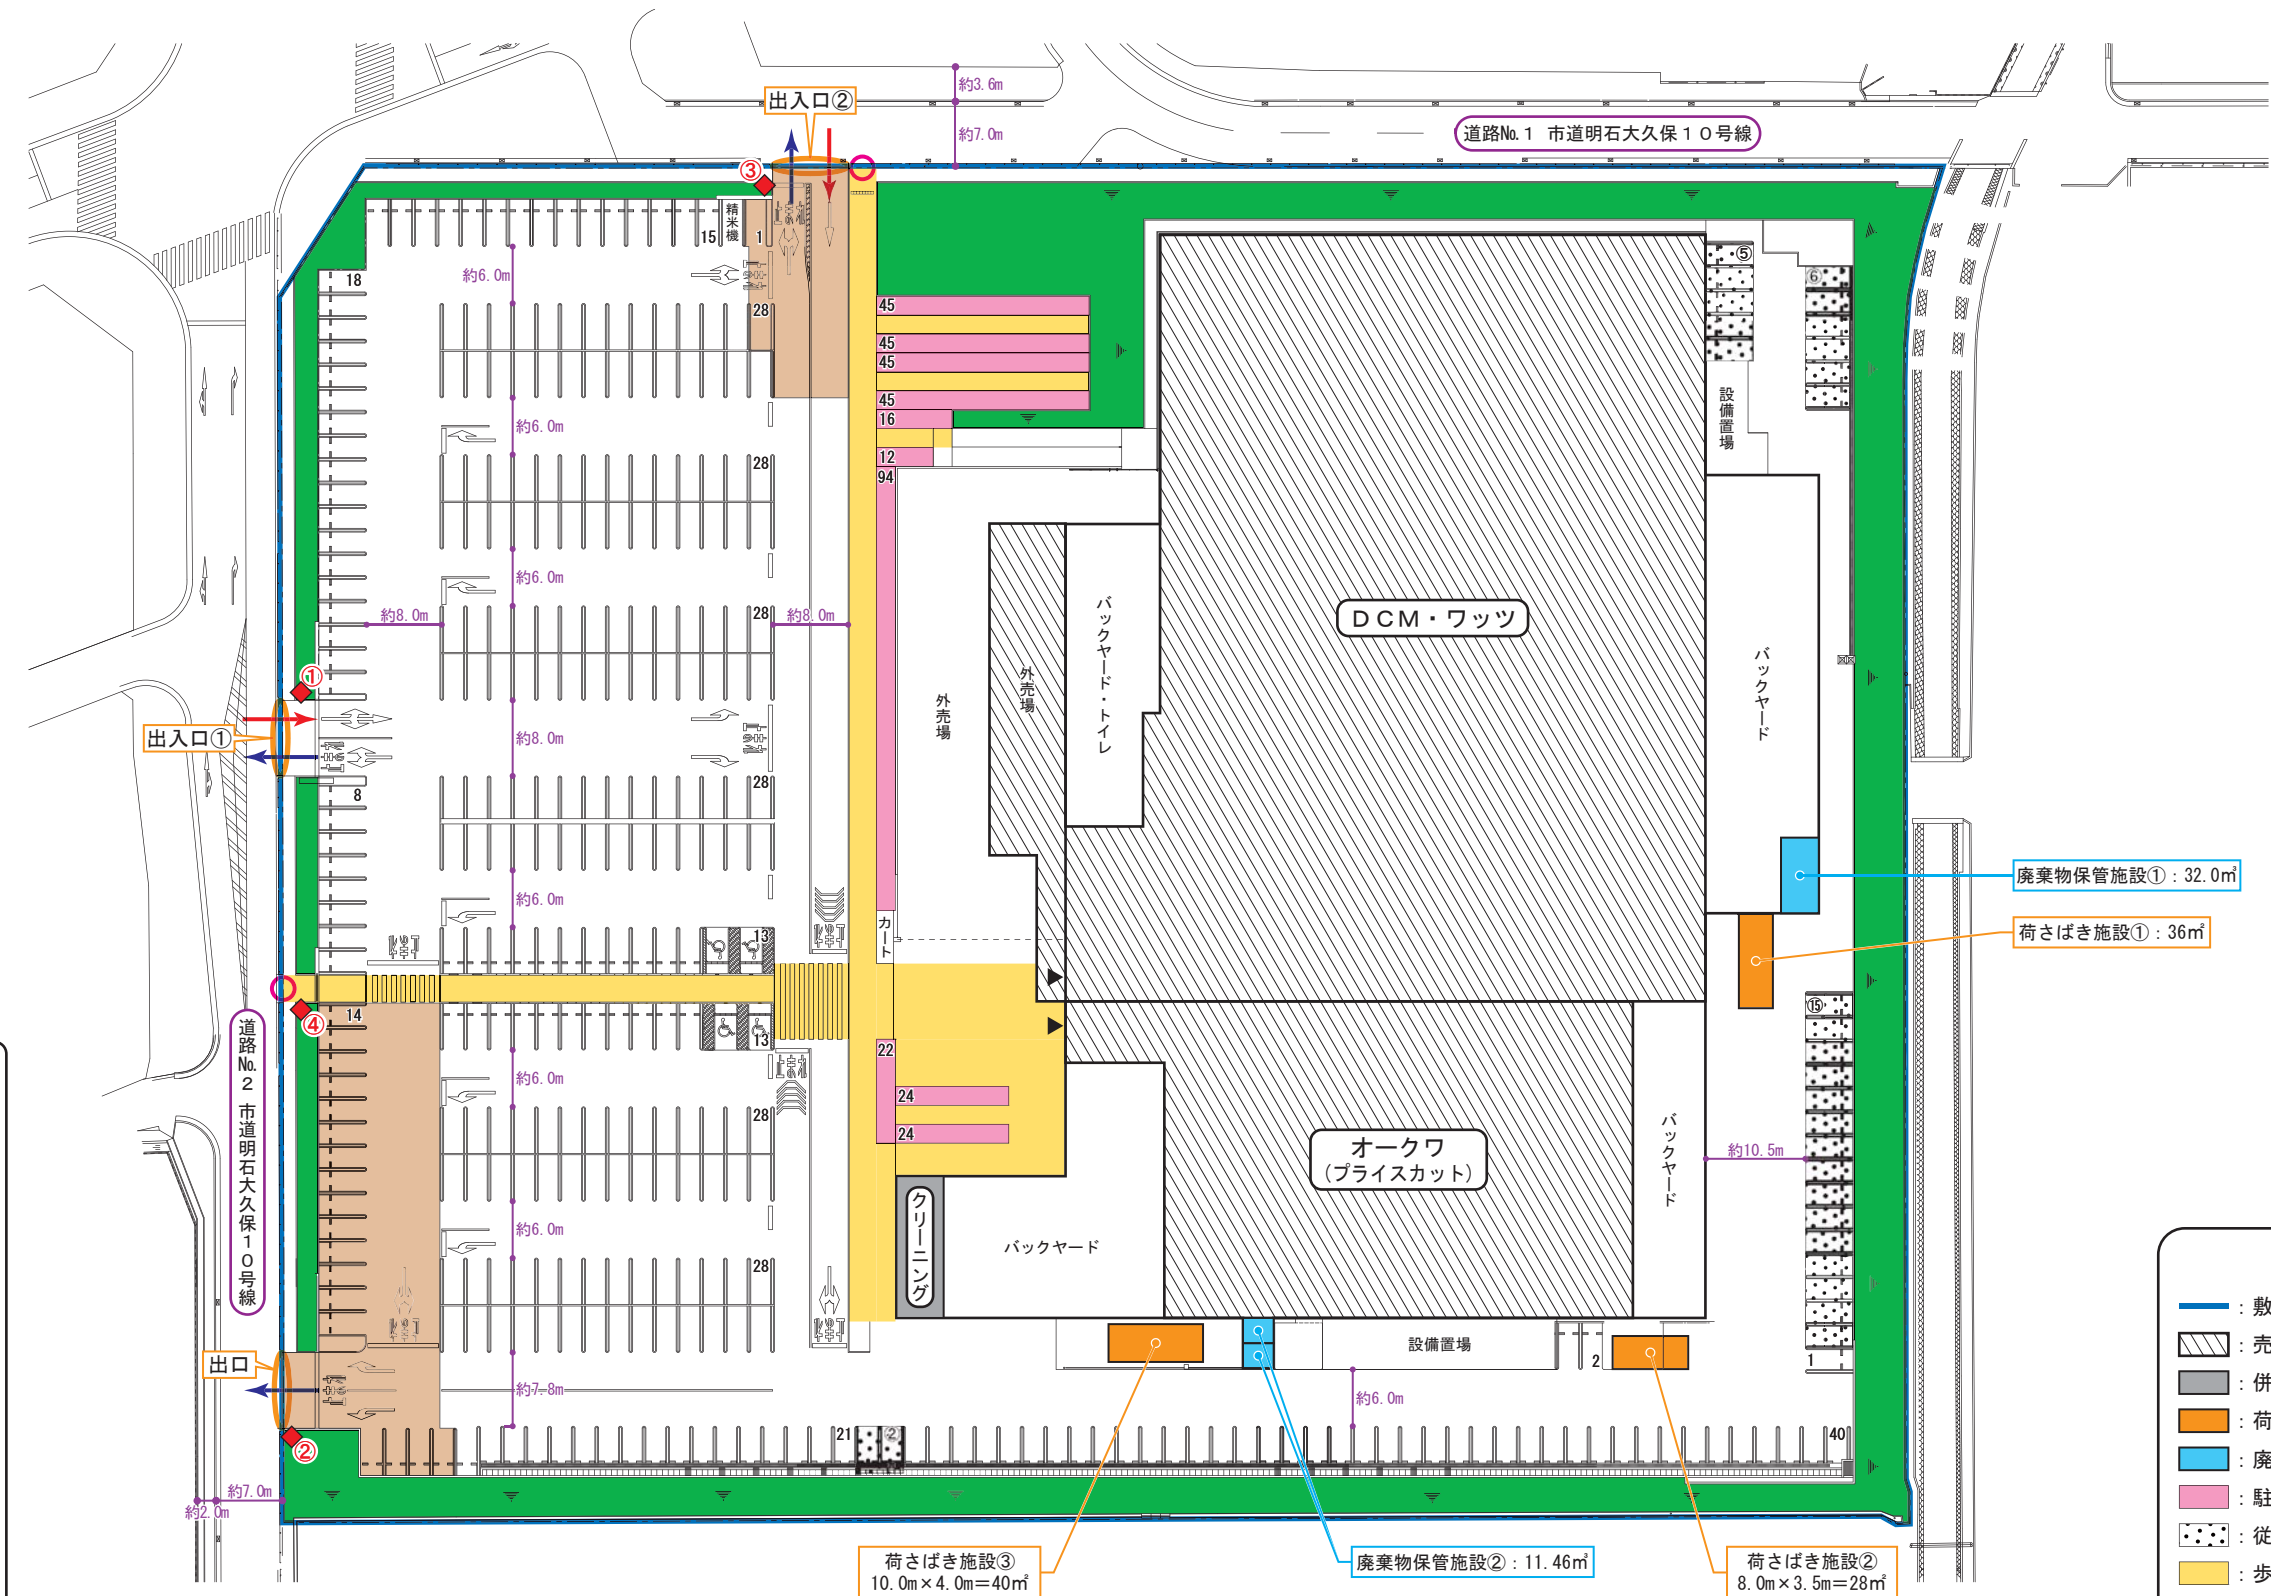 約3.6m
出入口②
約7.0m
道路№1 市道明石大久保10号線
③
精米機
15
1
⑤
⑥
18
約6.0m
28
45
45
45
45
16
12
94
約6.0m
28
設備置場
約6.0m
28
約8.0m
約8.0m
バックヤード・トイレ
DCM・ワッツ
外売場
外売場
バックヤード
①
出入口①
約8.0m
28
8
約6.0m
廃棄物保管施設①：32.0㎡
荷さばき施設①：36㎡
カート
13
④
14
13
⑮
道路№2 市道明石大久保10号線
22
約6.0m
24
24
28
オークワ
(プライスカット)
バックヤード
約10.5m
クリーニング
バックヤード
約6.0m
28
出口
設備置場
2
1
約7.8m
約6.0m
②
21
②
40
約7.0m
約2.0m
荷さばき施設③
10.0m×4.0m＝40㎡
廃棄物保管施設②：11.46㎡
荷さばき施設②
8.0m×3.5m＝28㎡
：敷
：売
：併
：荷
：廃
：駐
：従
：歩